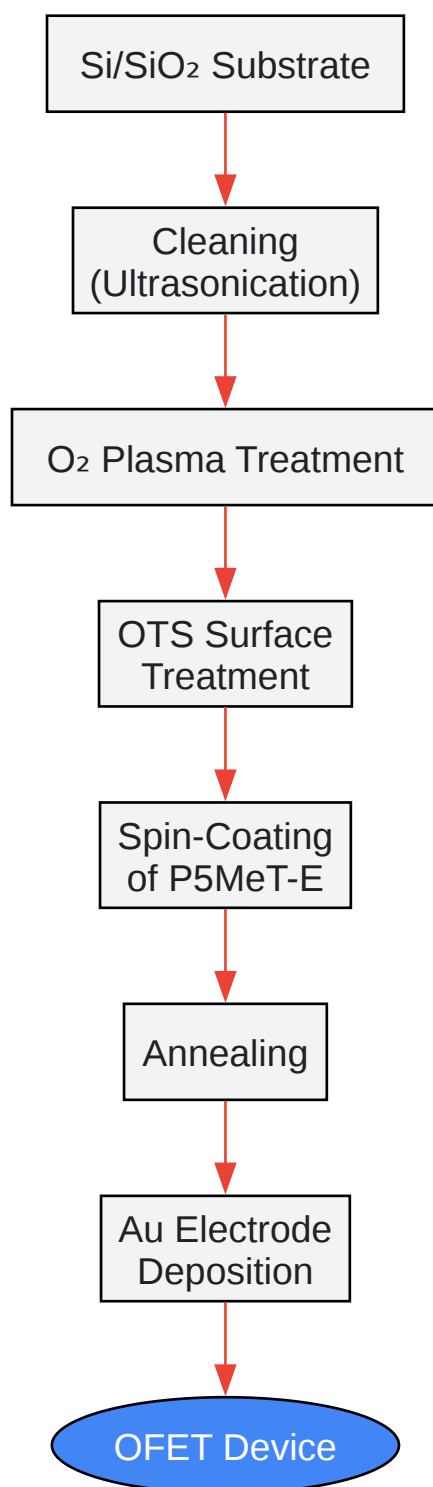 Si/SiO₂ Substrate
Cleaning
(Ultrasonication)
O₂ Plasma Treatment
OTS Surface
Treatment
Spin-Coating
of P5MeT-E
Annealing
Au Electrode
Deposition
OFET Device